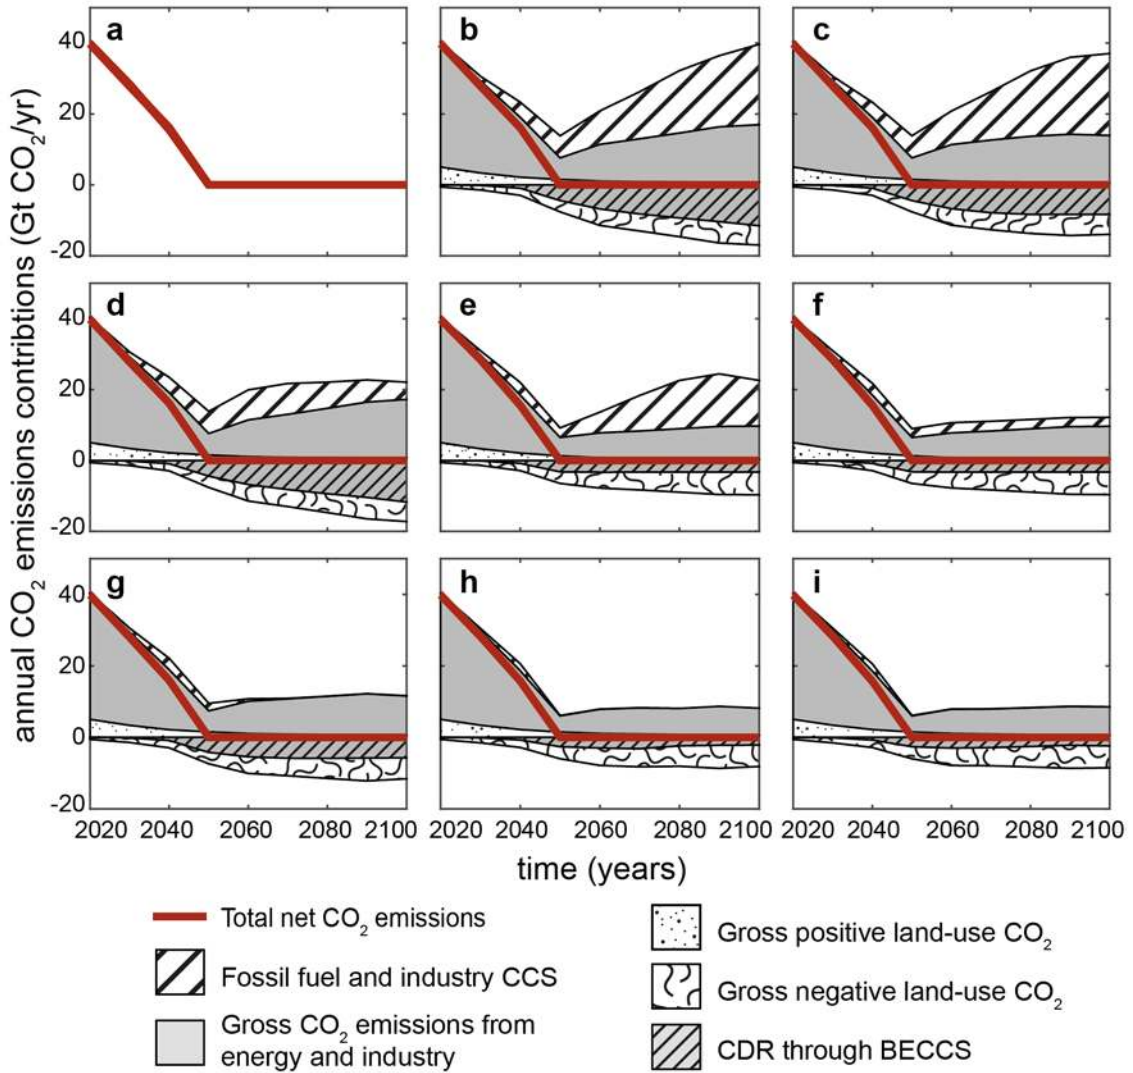 annual CO₂ emissions contribtions (Gt CO₂/yr)
a
b
c
40
20
0
-20
d
e
f
40
20
0
-20
g
h
i
40
20
0
-20
2020 2040 2060 2080 2100 2020 2040 2060 2080 2100 2020 2040 2060 2080 2100
time (years)
Total net CO₂ emissions
Fossil fuel and industry CCS
Gross CO₂ emissions from
energy and industry
Gross positive land-use CO₂
Gross negative land-use CO₂
CDR through BECCS